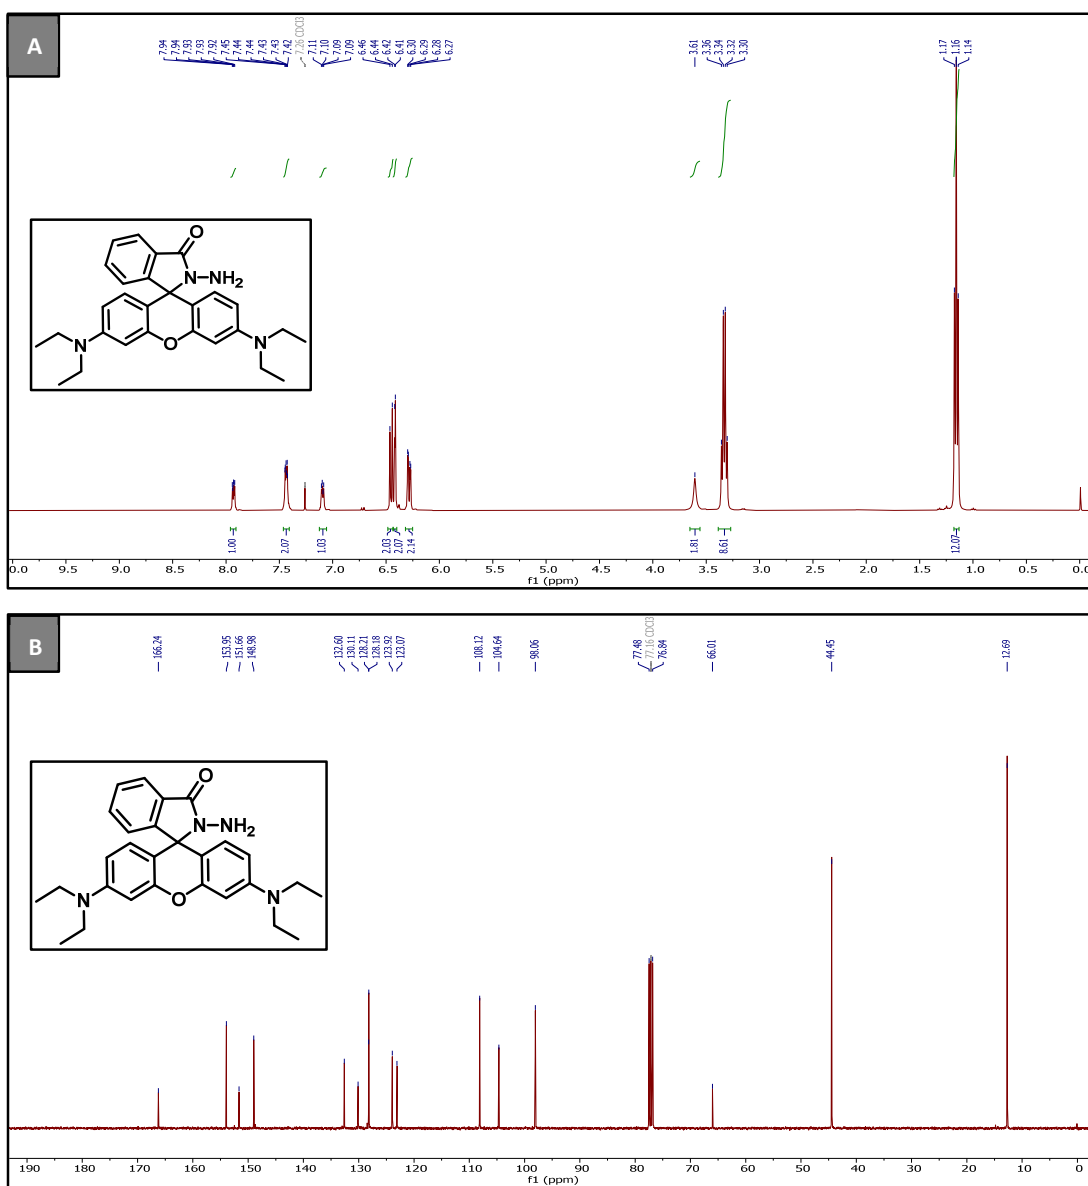 A
7.94 7.94 7.93 7.93 7.92 7.45 7.44 7.44 7.43 7.43 7.42 7.26 CDCl3 7.11 7.10 7.09 7.09 6.46 6.44 6.42 6.41 6.30 6.29 6.28 6.27 3.61 3.36 3.34 3.32 3.30 1.17 1.16 1.14
O
N NH2
N O N
1.00 2.07 1.03 2.03 2.07 2.14 1.81 8.61 12.07
0.0 9.5 9.0 8.5 8.0 7.5 7.0 6.5 6.0 5.5 5.0 4.5 4.0 3.5 3.0 2.5 2.0 1.5 1.0 0.5 0.0
f1 (ppm)
B
166.24 153.95 151.66 148.98 132.60 130.11 128.21 128.18 123.92 123.07 108.12 104.64 98.06 77.48 77.16 CDCl3 76.84 66.01 44.45 12.69
O
N NH2
N O N
190 180 170 160 150 140 130 120 110 100 90 80 70 60 50 40 30 20 10 0
f1 (ppm)